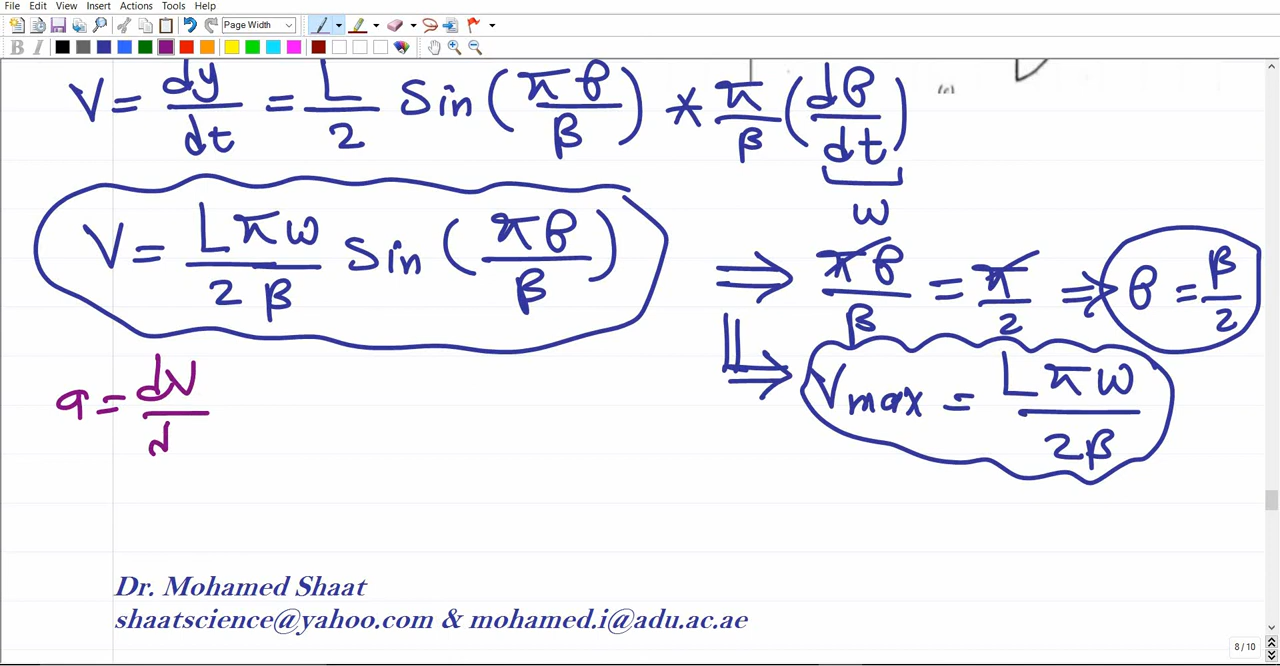 File Edit View Insert Actions Tools Help
Page Width
B I
V = dy/dt = L/2 Sin (πθ/β) * π/β (dθ/dt)
ω
V = Lπω/2β Sin (πθ/β)
⇒ πθ/β = π/2 ⇒ θ = β/2
⇒ Vmax = Lπω/2β
a = dV/d
Dr. Mohamed Shaat
shaatscience@yahoo.com & mohamed.i@adu.ac.ae
8 / 10